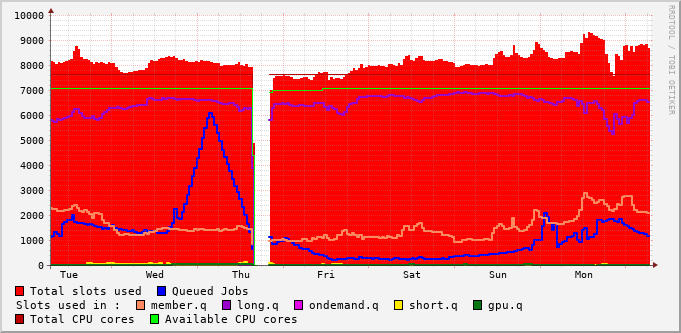 10000
9000
8000
7000
6000
5000
4000
3000
2000
1000
0
Tue Wed Thu Fri Sat Sun Mon
RRDTOOL / TOBI OETIKER
Total slots used Queued Jobs
Slots used in : member.q long.q ondemand.q short.q gpu.q
Total CPU cores Available CPU cores